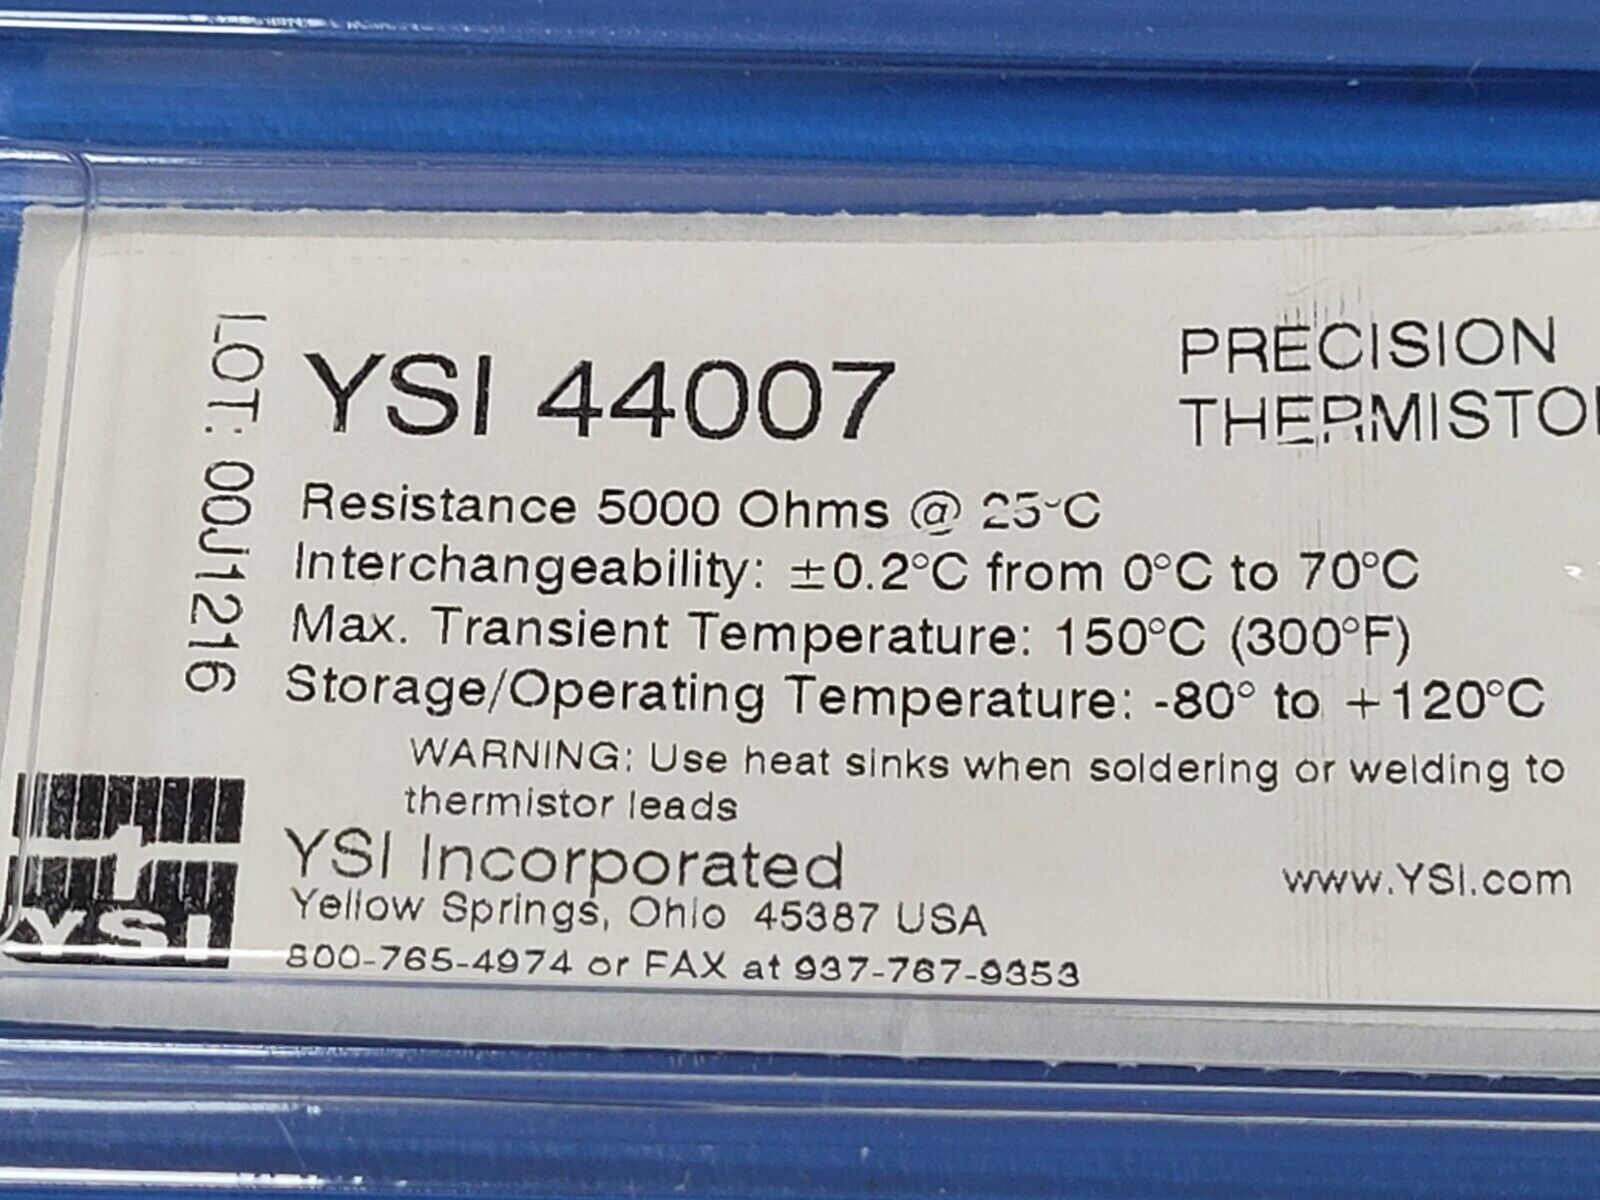 LOT: 00J1216
YSI 44007
PRECISION
THERMISTOR
Resistance 5000 Ohms @ 25°C
Interchangeability: ±0.2°C from 0°C to 70°C
Max. Transient Temperature: 150°C (300°F)
Storage/Operating Temperature: -80° to +120°C
WARNING: Use heat sinks when soldering or welding to
thermistor leads
YSI
YSI Incorporated
Yellow Springs, Ohio 45387 USA
800-765-4974 or FAX at 937-767-9353
www.YSI.com